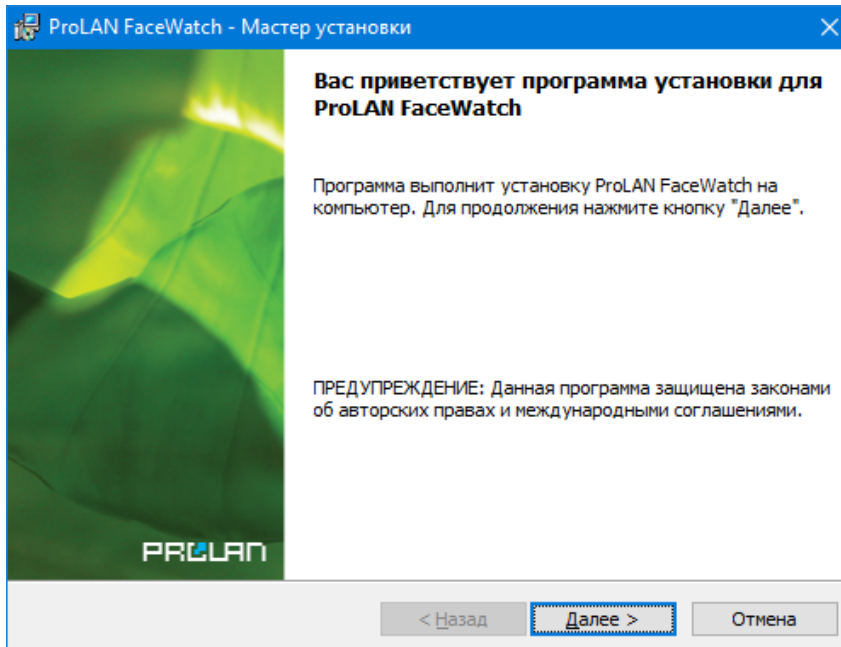 ProLAN FaceWatch - Мастер установки
Вас приветствует программа установки для
ProLAN FaceWatch
Программа выполнит установку ProLAN FaceWatch на
компьютер. Для продолжения нажмите кнопку "Далее".
ПРЕДУПРЕЖДЕНИЕ: Данная программа защищена законами
об авторских правах и международными соглашениями.
PROLAN
< Назад
Далее >
Отмена